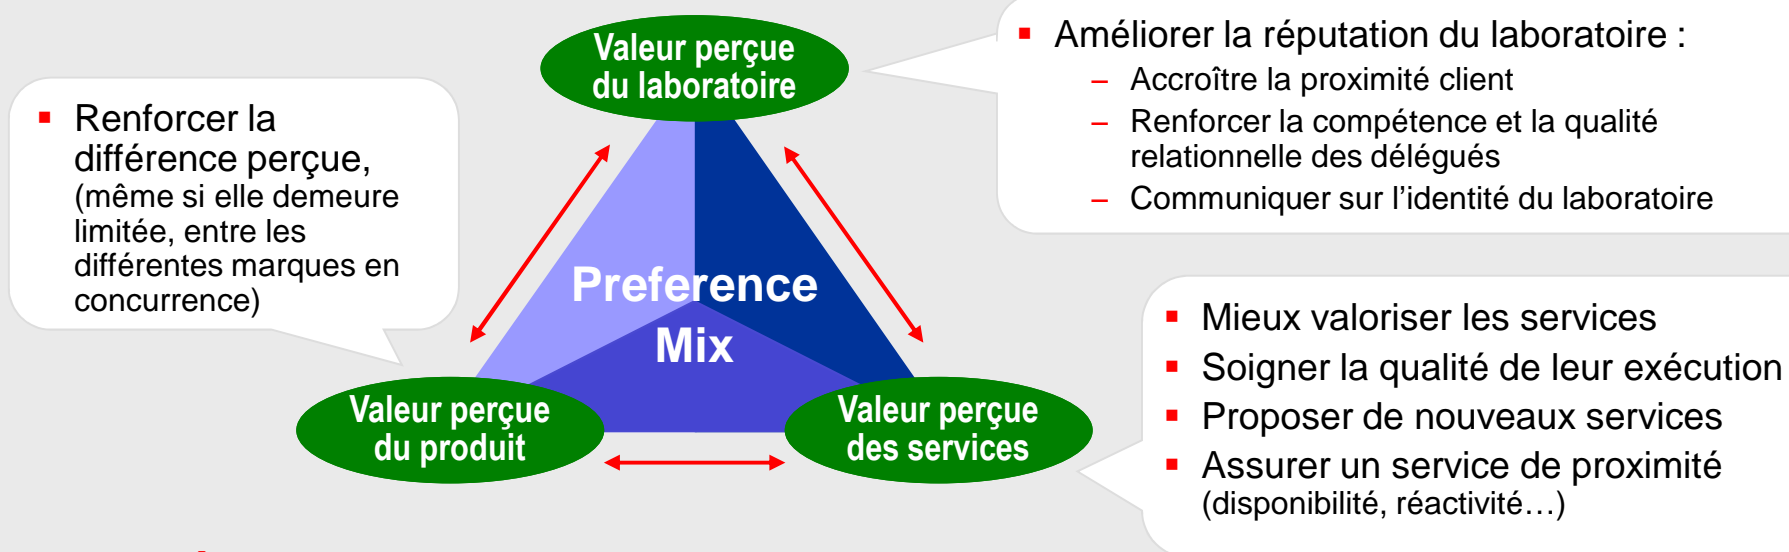 Valeur perçue
du laboratoire
▪ Améliorer la réputation du laboratoire :
– Accroître la proximité client
– Renforcer la compétence et la qualité
relationnelle des délégués
– Communiquer sur l’identité du laboratoire
▪ Renforcer la
différence perçue,
(même si elle demeure
limitée, entre les
différentes marques en
concurrence)
Preference
Mix
Valeur perçue
du produit
Valeur perçue
des services
▪ Mieux valoriser les services
▪ Soigner la qualité de leur exécution
▪ Proposer de nouveaux services
▪ Assurer un service de proximité
(disponibilité, réactivité…)